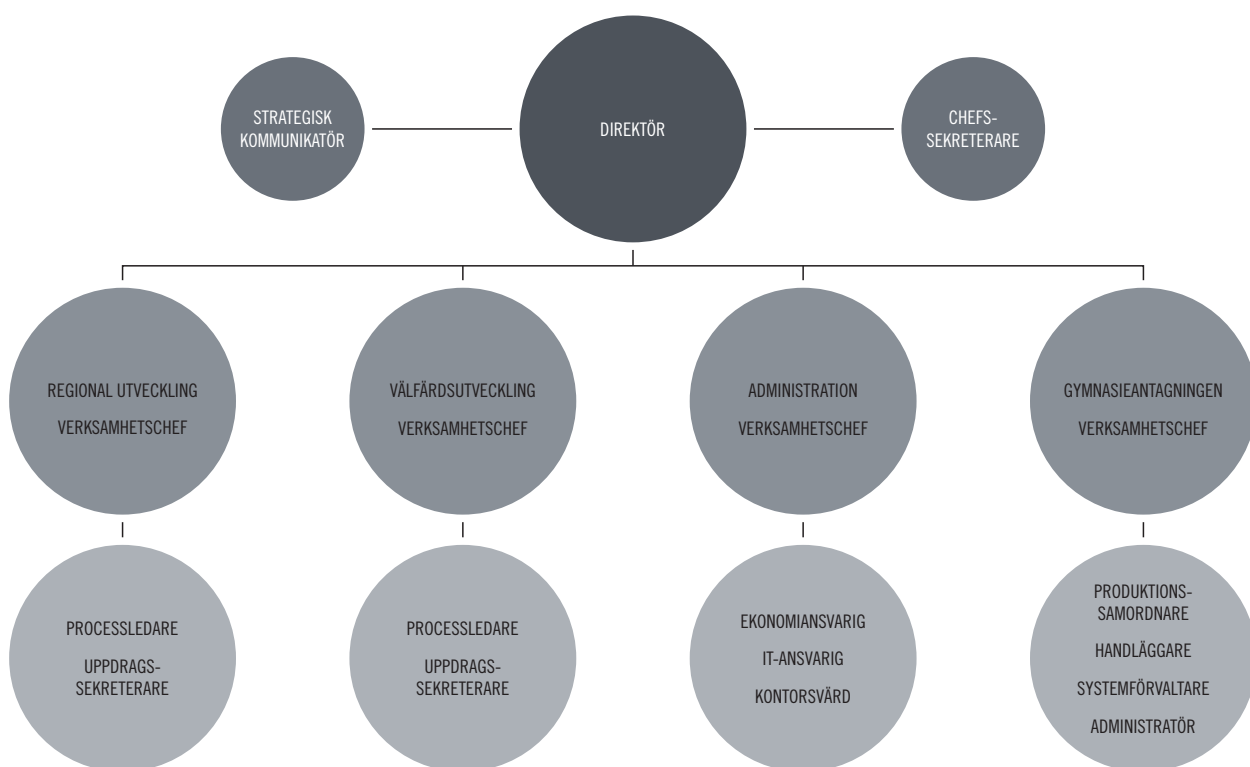 STRATEGISK
KOMMUNIKATÖR
DIREKTÖR
CHEFS-
SEKRETERARE
REGIONAL UTVECKLING
VERKSAMHETSCHEF
VÄLFÄRDSUTVECKLING
VERKSAMHETSCHEF
ADMINISTRATION
VERKSAMHETSCHEF
GYMNASIEANTAGNINGEN
VERKSAMHETSCHEF
PROCESSLEDARE
UPPDRAGS-
SEKRETERARE
PROCESSLEDARE
UPPDRAGS-
SEKRETERARE
EKONOMIANSVARIG
IT-ANSVARIG
KONTORSVÄRD
PRODUKTIONS-
SAMORDNARE
HANDLÄGGARE
SYSTEMFÖRVALTARE
ADMINISTRATÖR